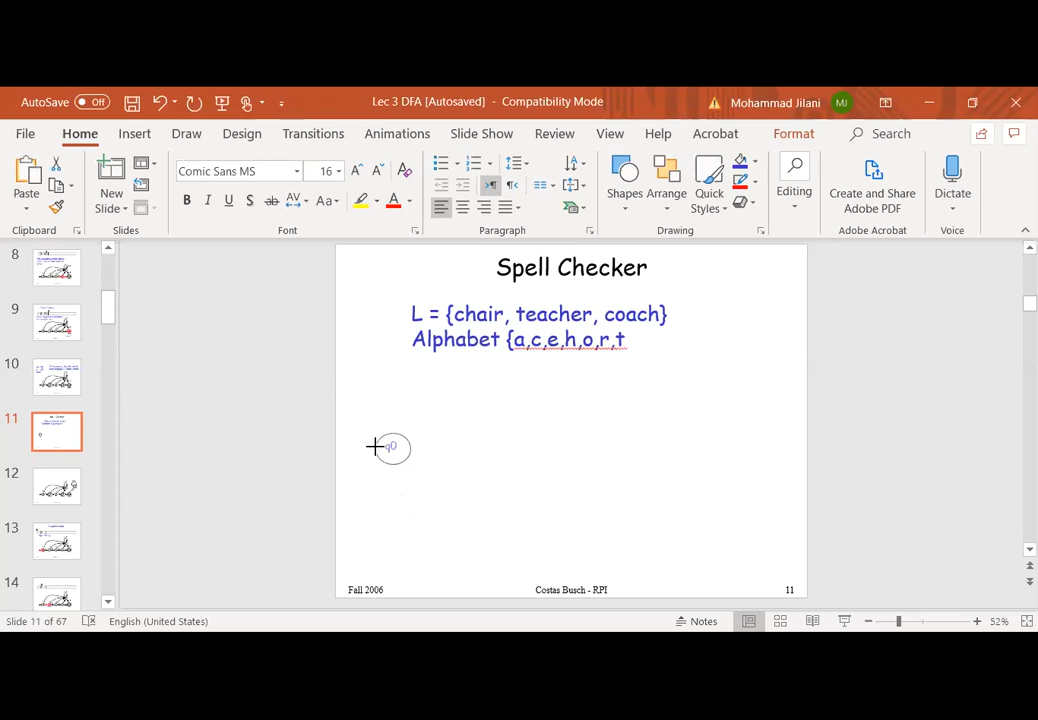 AutoSave Off Lec 3 DFA [Autosaved] - Compatibility Mode Mohammad Jilani MJ
File Home Insert Draw Design Transitions Animations Slide Show Review View Help Acrobat Format Search
Comic Sans MS 16
Paste New Slide Shapes Arrange Quick Styles Editing Create and Share Adobe PDF Dictate
B I U S ab AV Aa A
Clipboard Slides Font Paragraph Drawing Adobe Acrobat Voice
8
9
10
11
12
13
14
Spell Checker
L = {chair, teacher, coach}
Alphabet {a,c,e,h,o,r,t
q0
Fall 2006 Costas Busch - RPI 11
Slide 11 of 67 English (United States) Notes 52%